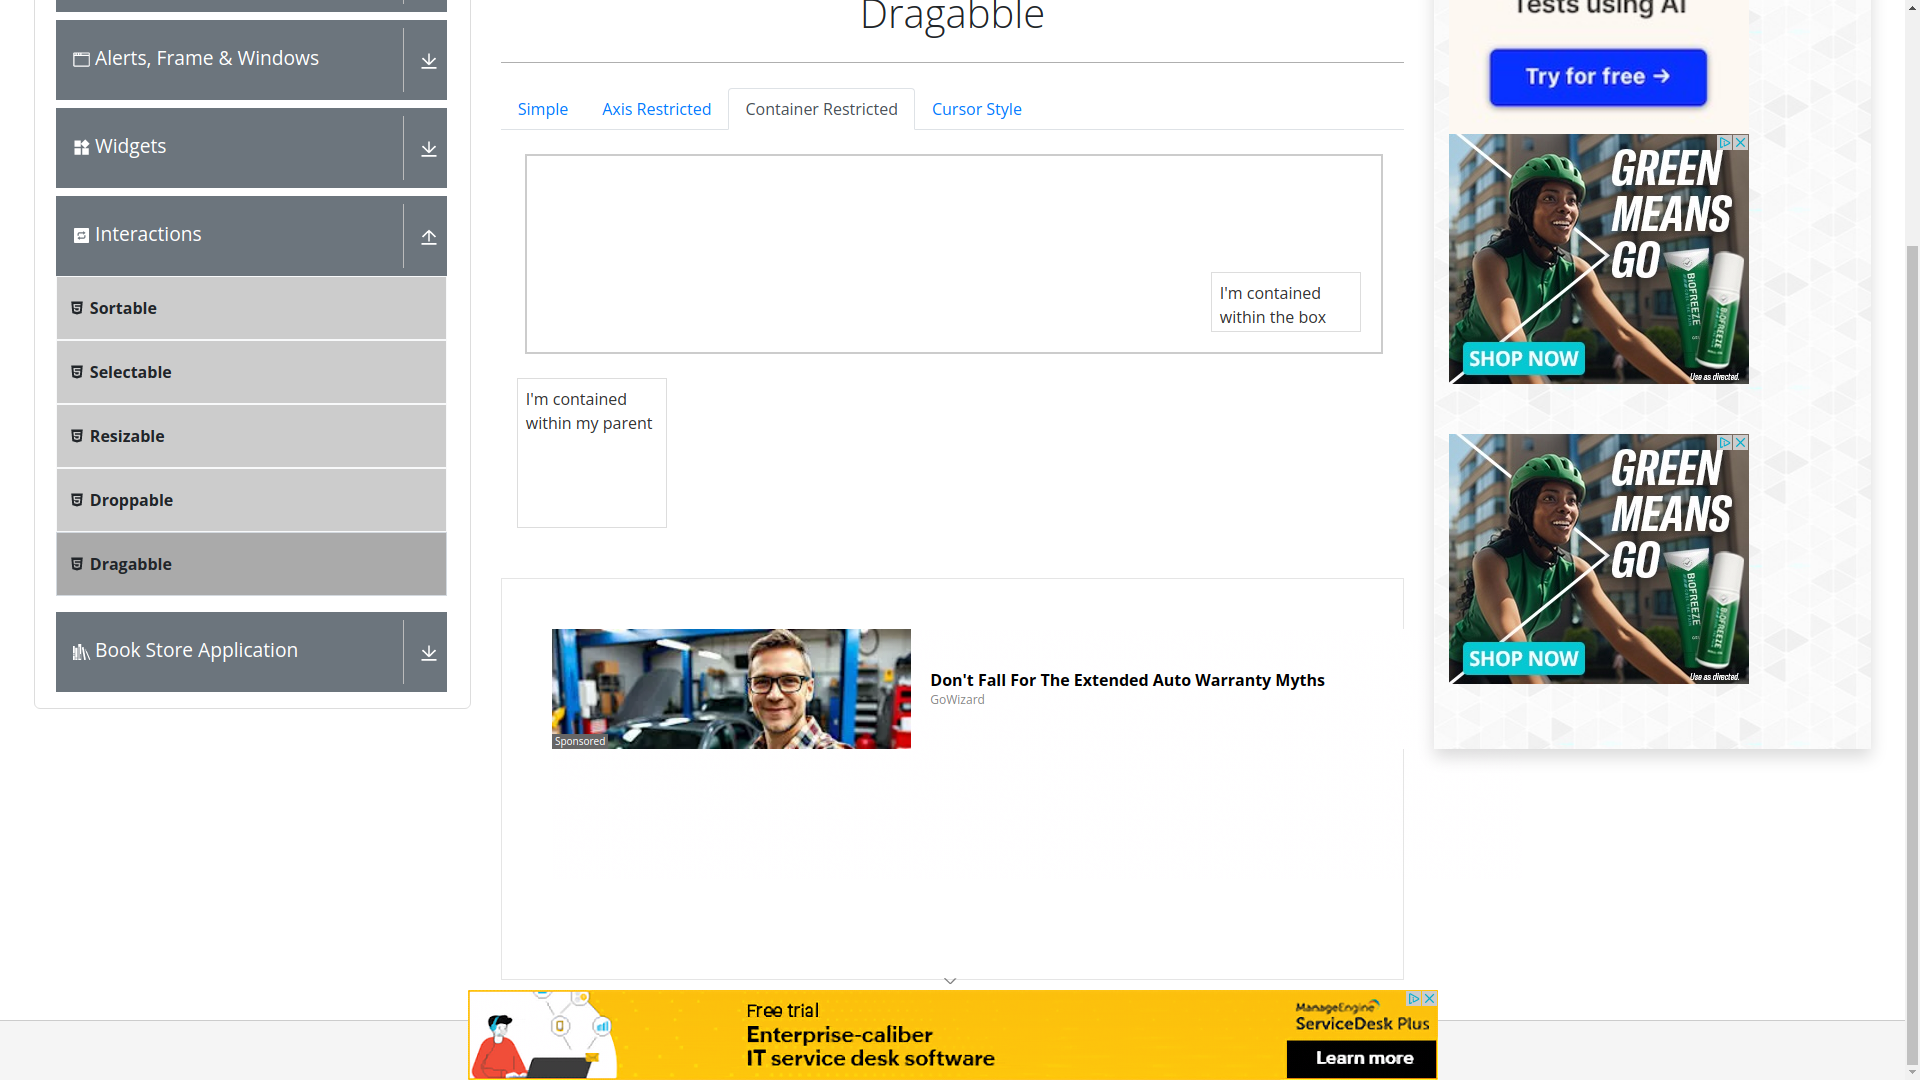 Dragabble
Tests using AI
Try for free →
Alerts, Frame & Windows
Widgets
Interactions
Sortable
Selectable
Resizable
Droppable
Dragabble
Book Store Application
Simple
Axis Restricted
Container Restricted
Cursor Style
I'm contained
within the box
I'm contained
within my parent
GREEN
MEANS
GO
BIOFREEZE
BIOFREEZE
SHOP NOW
Use as directed.
GREEN
MEANS
GO
BIOFREEZE
BIOFREEZE
SHOP NOW
Use as directed.
Sponsored
Don't Fall For The Extended Auto Warranty Myths
GoWizard
Free trial
Enterprise-caliber
IT service desk software
ManageEngine
ServiceDesk Plus
Learn more